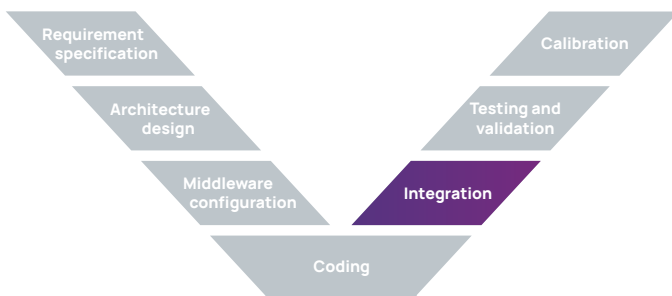 Requirement
specification
Calibration
Architecture
design
Testing and
validation
Middleware
configuration
Integration
Coding